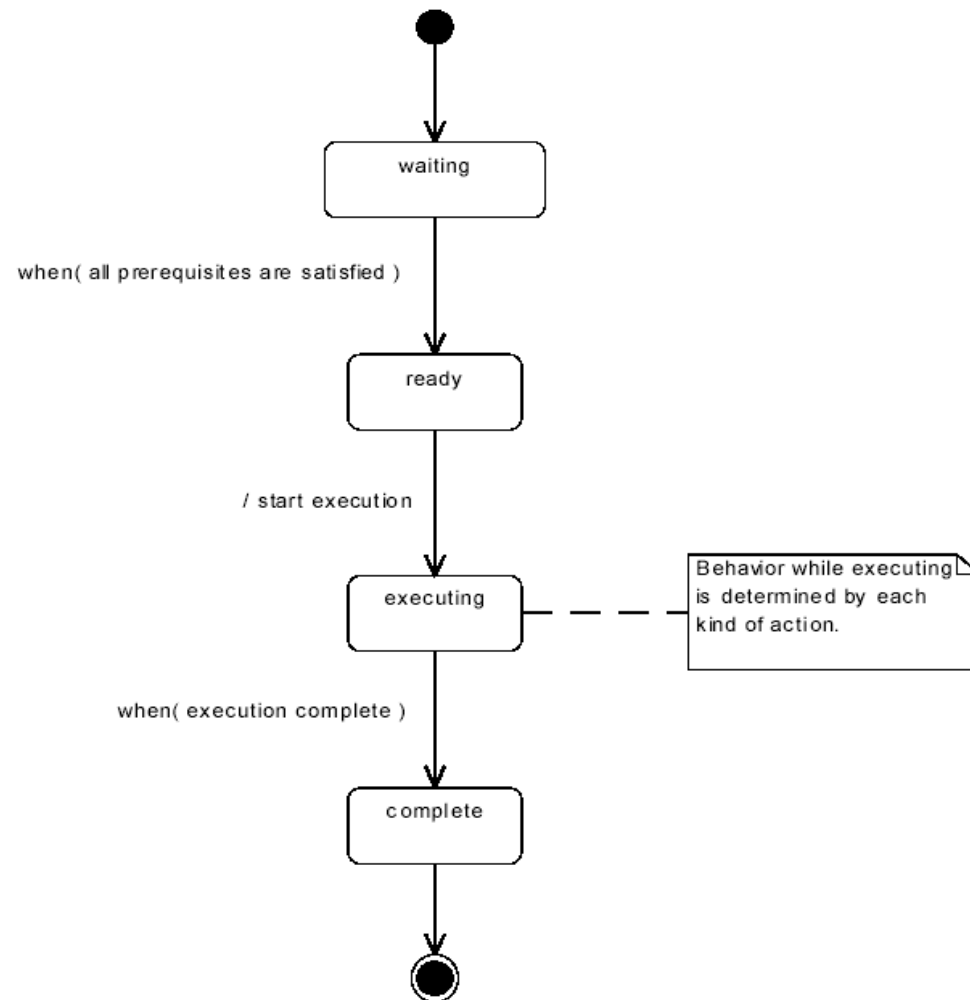 waiting
when( all prerequisites are satisfied )
ready
/ start execution
executing
Behavior while executing
is determined by each
kind of action.
when( execution complete )
complete